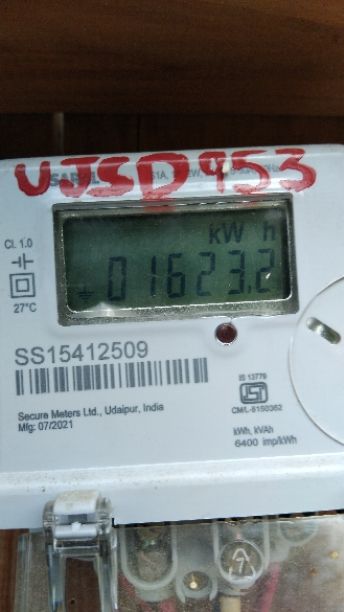 UJSD953
kW h
01623.2
Cl. 1.0
27°C
SS15412509
IS 13779
CM/L-8150362
Secure Meters Ltd., Udaipur, India
Mfg: 07/2021
kWh, kVAh
6400 imp/kWh